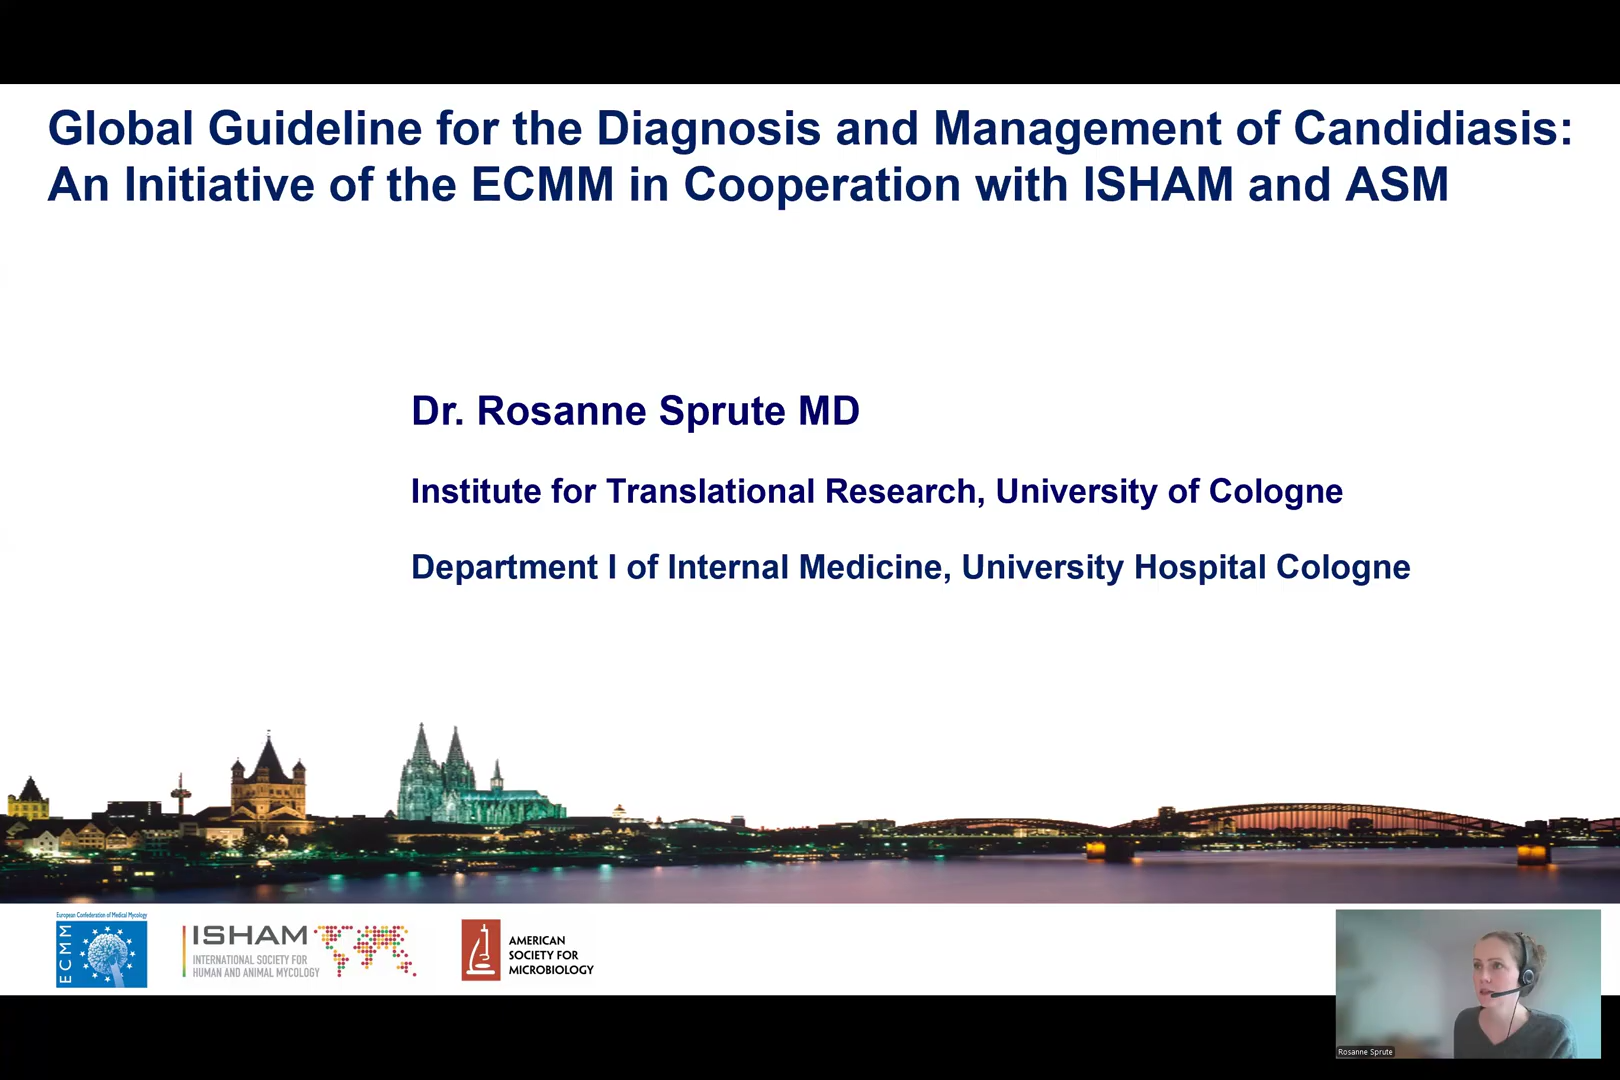 Global Guideline for the Diagnosis and Management of Candidiasis:
An Initiative of the ECMM in Cooperation with ISHAM and ASM
Dr. Rosanne Sprute MD
Institute for Translational Research, University of Cologne
Department I of Internal Medicine, University Hospital Cologne
European Confederation of Medical Mycology
ECMM
ISHAM
INTERNATIONAL SOCIETY FOR
HUMAN AND ANIMAL MYCOLOGY
AMERICAN
SOCIETY FOR
MICROBIOLOGY
Rosanne Sprute